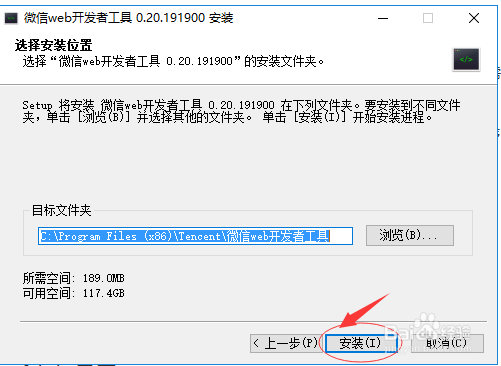 微信web开发者工具 0.20.191900 安装
选择安装位置
选择“微信web开发者工具 0.20.191900”的安装文件夹。
</>
Setup 将安装 微信web开发者工具 0.20.191900 在下列文件夹。要安装到不同文件
夹，单击 [浏览(B)] 并选择其他的文件夹。 单击 [安装(I)] 开始安装进程。
目标文件夹
C:\Program Files (x86)\Tencent\微信web开发者工具
浏览(B)...
所需空间: 189.0MB
可用空间: 117.4GB
< 上一步(P)
安装(I)
取消(C)
Baidu经验